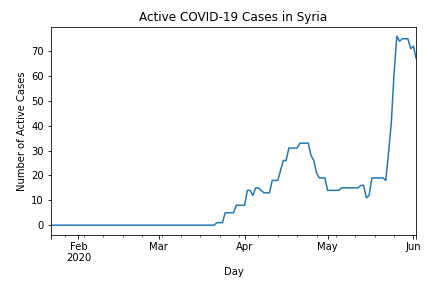 Active COVID-19 Cases in Syria
Number of Active Cases
70
60
50
40
30
20
10
0
Feb Mar Apr May Jun
2020
Day